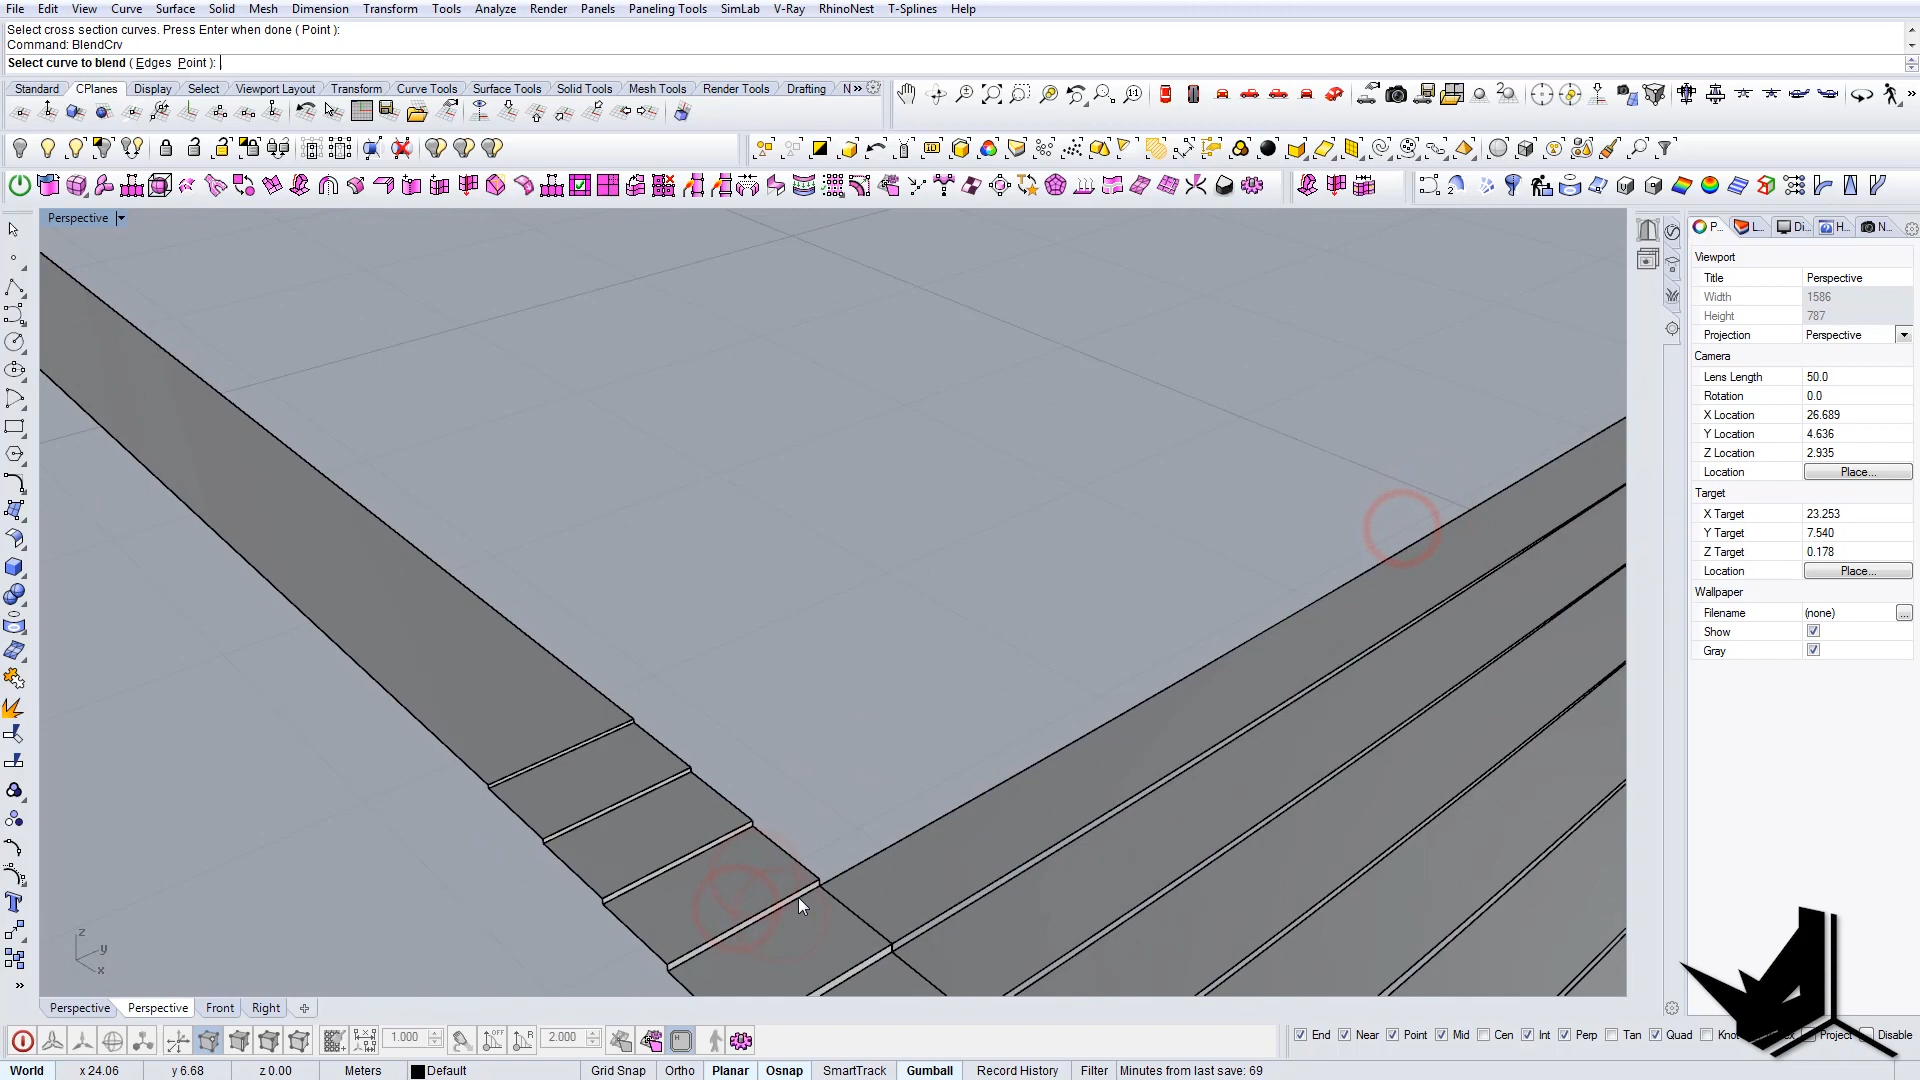 File Edit View Curve Surface Solid Mesh Dimension Transform Tools Analyze Render Panels Paneling Tools SimLab V-Ray RhinoNest T-Splines Help
Select cross section curves. Press Enter when done ( Point ):
Command: BlendCrv
Select curve to blend ( Edges Point ):
Standard CPlanes Display Select Viewport Layout Transform Curve Tools Surface Tools Solid Tools Mesh Tools Render Tools Drafting N »
Perspective
P... L... Di... H... N...
Viewport
Title Perspective
Width 1586
Height 787
Projection Perspective
Camera
Lens Length 50.0
Rotation 0.0
X Location 26.689
Y Location 4.636
Z Location 2.935
Location Place...
Target
X Target 23.253
Y Target 7.540
Z Target 0.178
Location Place...
Wallpaper
Filename (none) ...
Show
Gray
z
y
x
Perspective Perspective Front Right
1.000 2.000
End Near Point Mid Cen Int Perp Tan Quad Project Disable
World x 24.06 y 6.68 z 0.00 Meters Default Grid Snap Ortho Planar Osnap SmartTrack Gumball Record History Filter Minutes from last save: 69